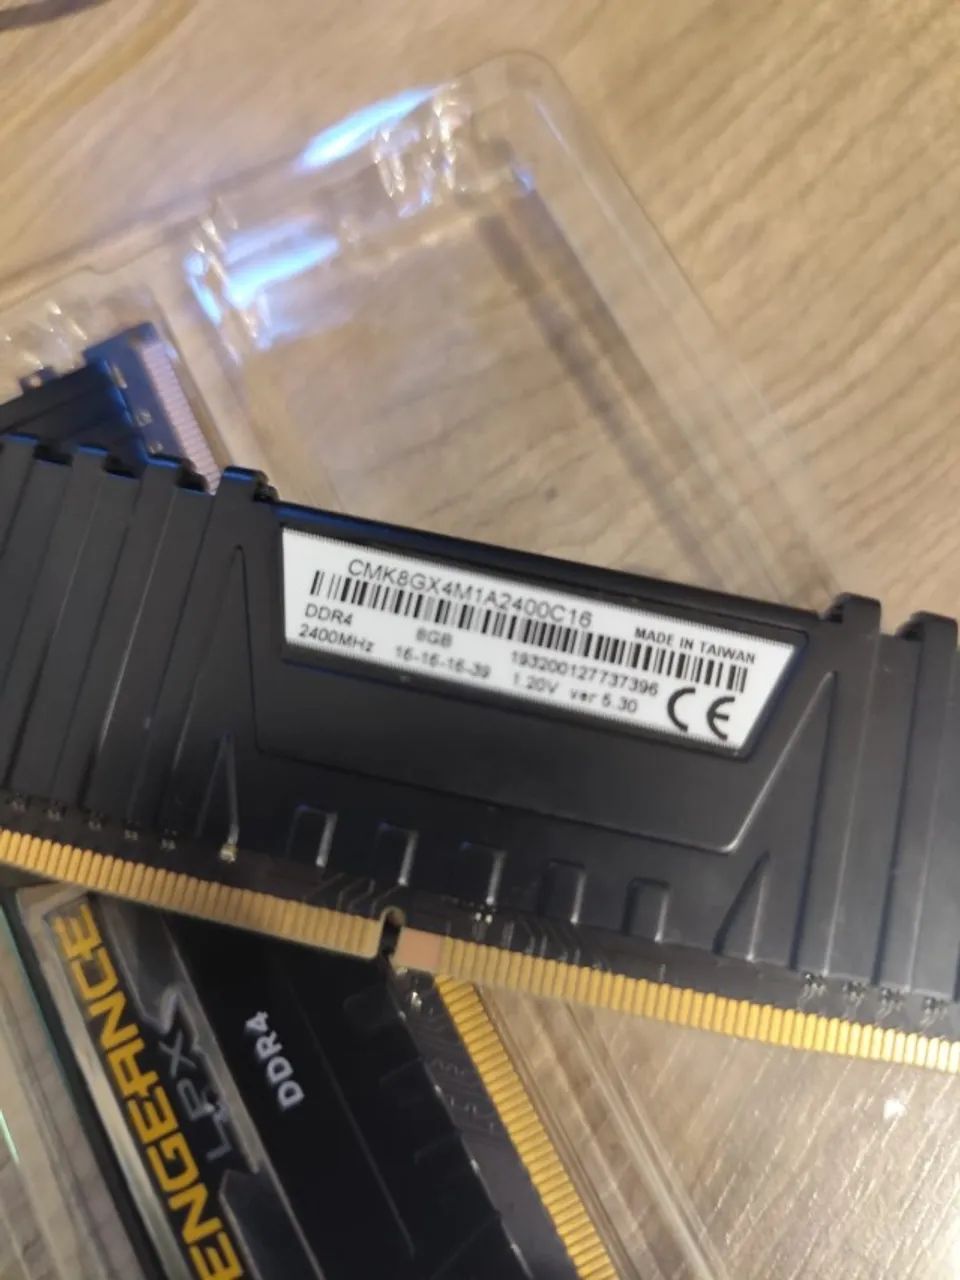 CMK8GX4M1A2400C16
MADE IN TAIWAN
DDR4 8GB 193200127737396
2400MHz 16-16-16-39 1.20V ver 5.30
CE
VENGEANCE
LPX
DDR4